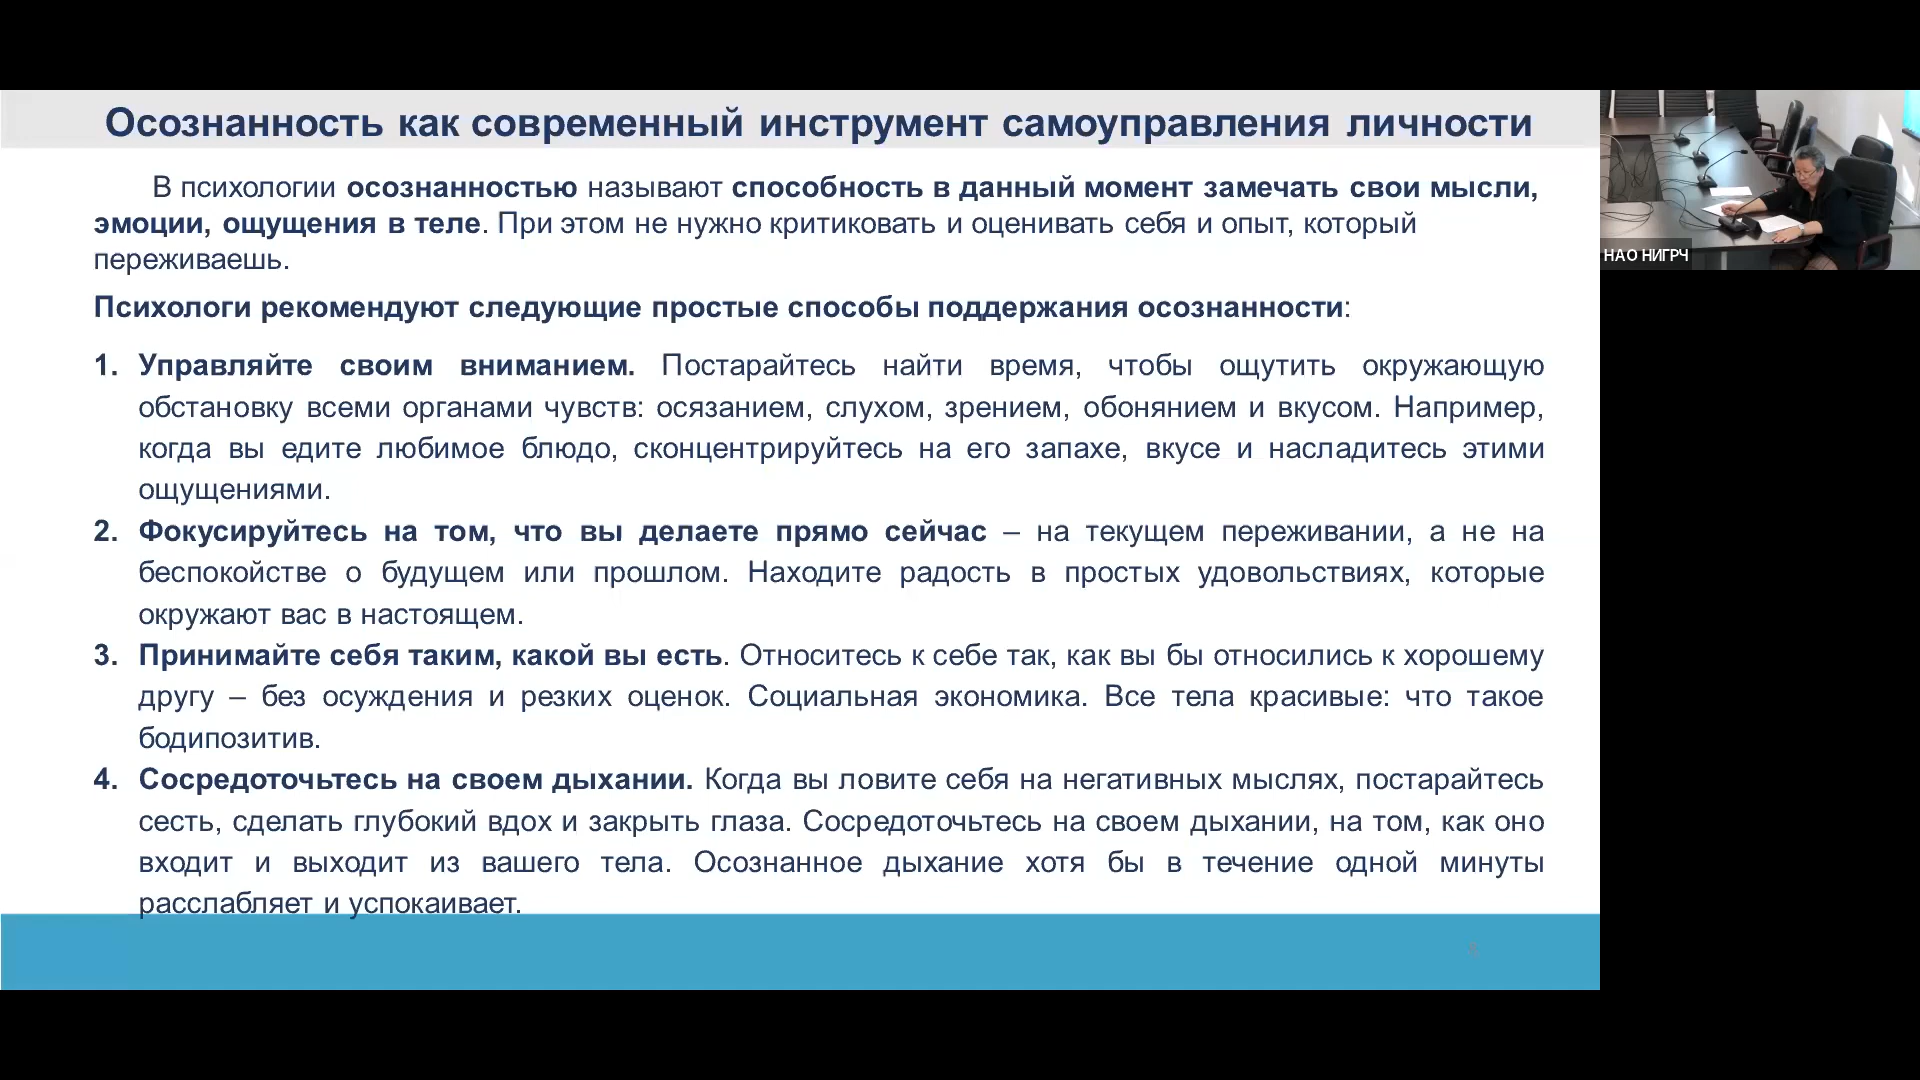 Осознанность как современный инструмент самоуправления личности
В психологии осознанностью называют способность в данный момент замечать свои мысли,
эмоции, ощущения в теле. При этом не нужно критиковать и оценивать себя и опыт, который
переживаешь.
Психологи рекомендуют следующие простые способы поддержания осознанности:
1. Управляйте своим вниманием. Постарайтесь найти время, чтобы ощутить окружающую
обстановку всеми органами чувств: осязанием, слухом, зрением, обонянием и вкусом. Например,
когда вы едите любимое блюдо, сконцентрируйтесь на его запахе, вкусе и насладитесь этими
ощущениями.
2. Фокусируйтесь на том, что вы делаете прямо сейчас – на текущем переживании, а не на
беспокойстве о будущем или прошлом. Находите радость в простых удовольствиях, которые
окружают вас в настоящем.
3. Принимайте себя таким, какой вы есть. Относитесь к себе так, как вы бы относились к хорошему
другу – без осуждения и резких оценок. Социальная экономика. Все тела красивые: что такое
бодипозитив.
4. Сосредоточьтесь на своем дыхании. Когда вы ловите себя на негативных мыслях, постарайтесь
сесть, сделать глубокий вдох и закрыть глаза. Сосредоточьтесь на своем дыхании, на том, как оно
входит и выходит из вашего тела. Осознанное дыхание хотя бы в течение одной минуты
расслабляет и успокаивает.
НАО НИГРЧ